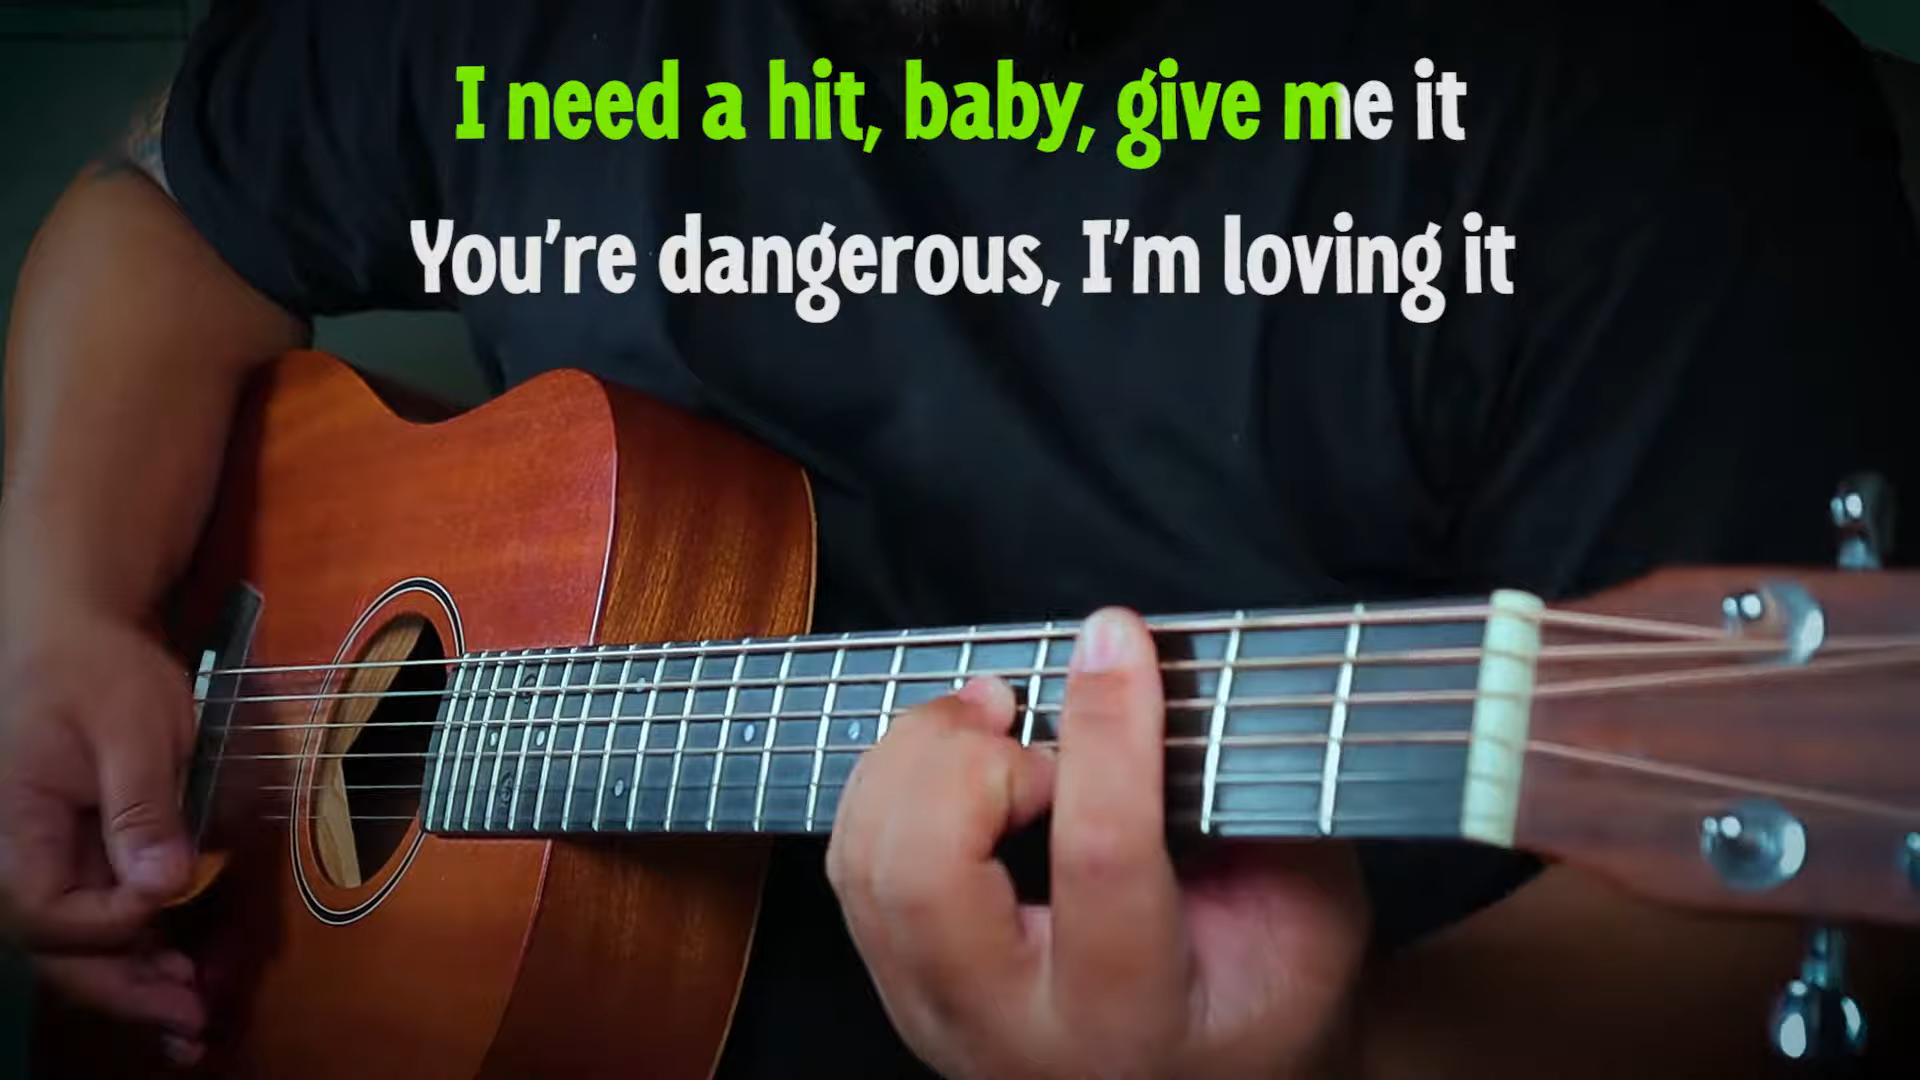 I need a hit, baby, give me it
You’re dangerous, I’m loving it